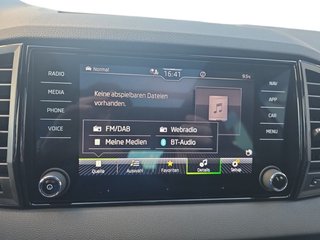 RADIO
MEDIA
PHONE
VOICE
Normal
16:41
Keine abspielbaren Dateien
vorhanden.
FM/DAB
Webradio
Meine Medien
BT-Audio
Quelle
Auswahl
Favoriten
Details
Setup
NAV
APP
CAR
MENU